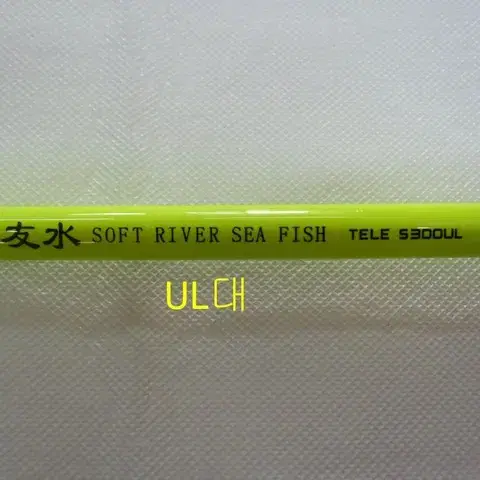 友水 SOFT RIVER SEA FISH TELE S300UL
UL대